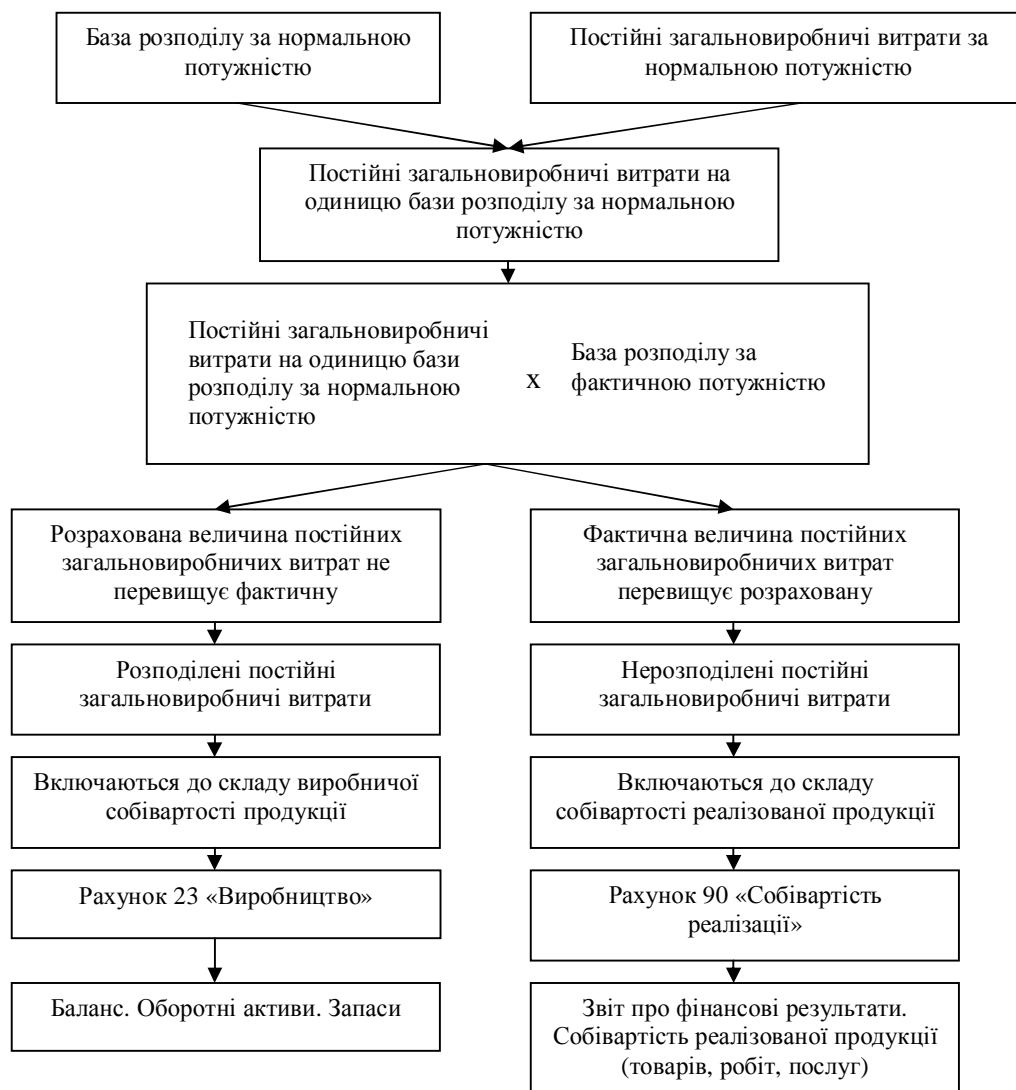 База розподілу за нормальною
потужністю
Постійні загальновиробничі витрати за
нормальною потужністю
Постійні загальновиробничі витрати на
одиницю бази розподілу за нормальною
потужністю
Постійні загальновиробничі
витрати на одиницю бази
розподілу за нормальною
потужністю
х
База розподілу за
фактичною потужністю
Розрахована величина постійних
загальновиробничих витрат не
перевищує фактичну
Фактична величина постійних
загальновиробничих витрат
перевищує розраховану
Розподілені постійні
загальновиробничі витрати
Нерозподілені постійні
загальновиробничі витрати
Включаються до складу виробничої
собівартості продукції
Включаються до складу
собівартості реалізованої продукції
Рахунок 23 «Виробництво»
Рахунок 90 «Собівартість
реалізації»
Баланс. Оборотні активи. Запаси
Звіт про фінансові результати.
Собівартість реалізованої продукції
(товарів, робіт, послуг)